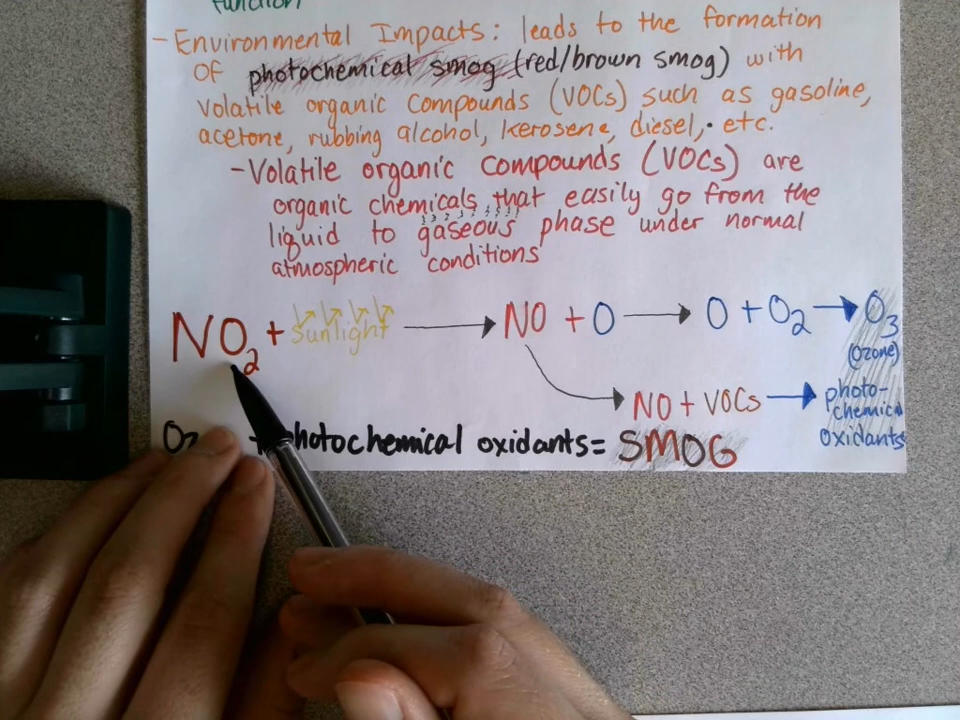 function
- Environmental Impacts: leads to the formation
of photochemical smog (red/brown smog) with
volatile organic compounds (VOCs) such as gasoline,
acetone, rubbing alcohol, kerosene, diesel, etc.
- Volatile organic compounds (VOCs) are
organic chemicals that easily go from the
liquid to gaseous phase under normal
atmospheric conditions
NO₂ + Sunlight → NO + O → O + O₂ → O₃
(Ozone)
NO + VOCs → photo-
chemical
oxidants
+ photochemical oxidants = SMOG